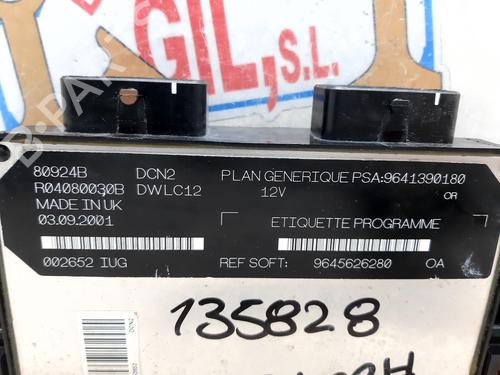 GIL, S.L.
80924B DCN2 PLAN GENERIQUE PSA:9641390180
R04080030B DWLC12 12V OR
MADE IN UK
03.09.2001 ETIQUETTE PROGRAMME
002652 IUG REF SOFT: 9645626280 OA
135828